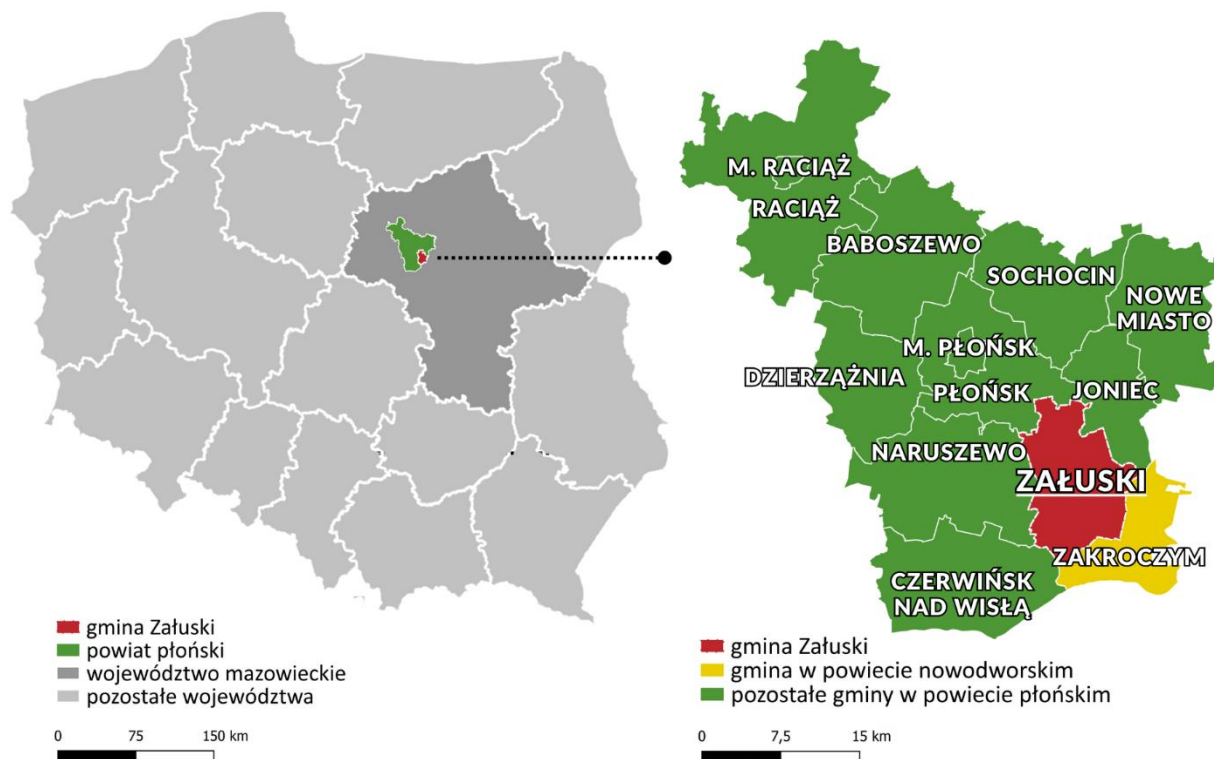 M. RACIĄŻ
RACIĄŻ
BABOSZEWO
SOCHOCIN
NOWE
MIASTO
M. PŁOŃSK
DZIERZĄŻNIA
PŁOŃSK
JONIEC
NARUSZEWO
ZAŁUSKI
ZAKROCZYM
CZERWIŃSK
NAD WISŁĄ
gmina Załuski
powiat płoński
województwo mazowieckie
pozostałe województwa
0 75 150 km
gmina Załuski
gmina w powiecie nowodworskim
pozostałe gminy w powiecie płońskim
0 7,5 15 km